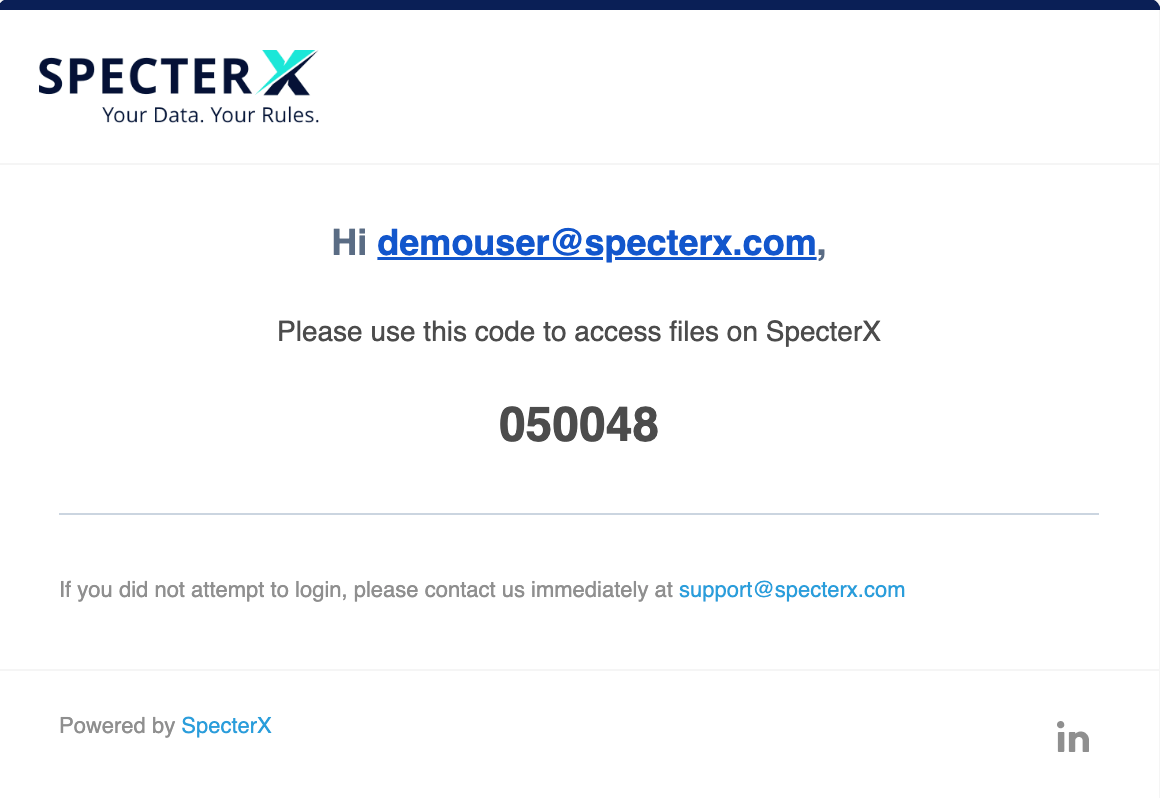 SPECTERX
Your Data. Your Rules.
Hi demouser@specterx.com,
Please use this code to access files on SpecterX
050048
If you did not attempt to login, please contact us immediately at support@specterx.com
Powered by SpecterX
in